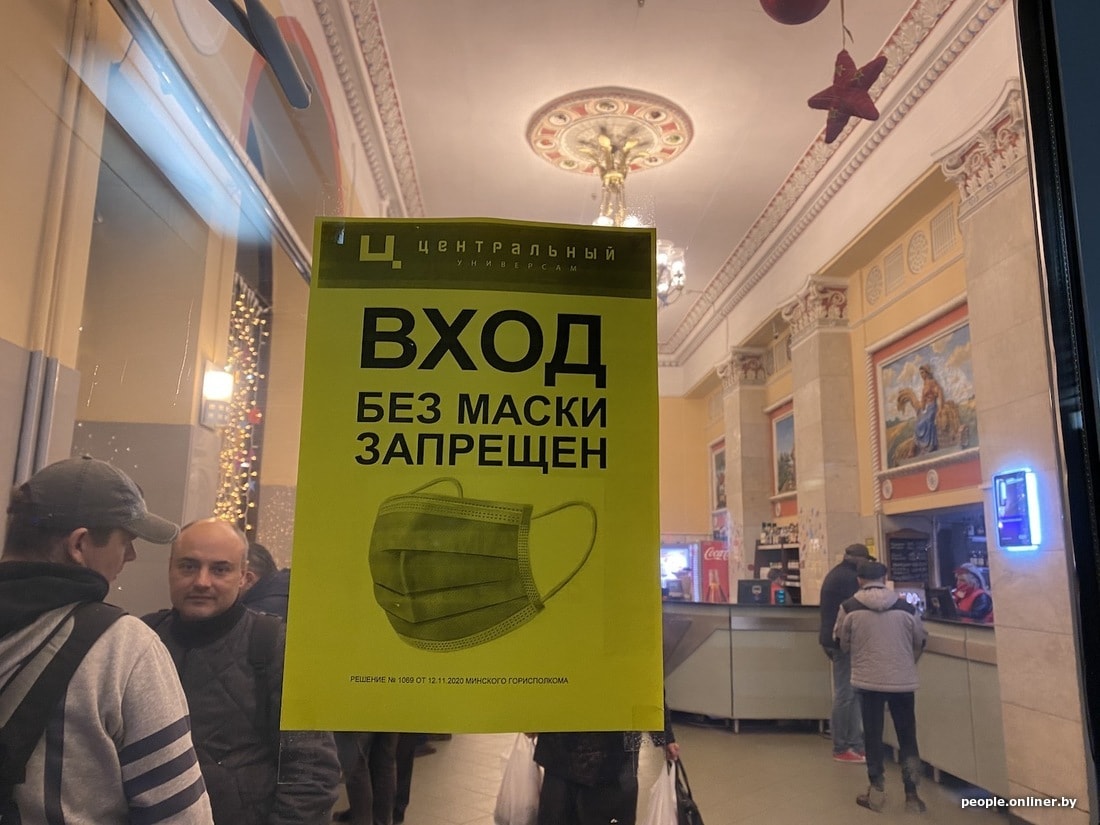 Ц. ЦЕНТРАЛЬНЫЙ
УНИВЕРСАМ
ВХОД
БЕЗ МАСКИ
ЗАПРЕЩЕН
РЕШЕНИЕ № 1069 ОТ 12.11.2020 МИНСКОГО ГОРИСПОЛКОМА
Coca
people.onliner.by